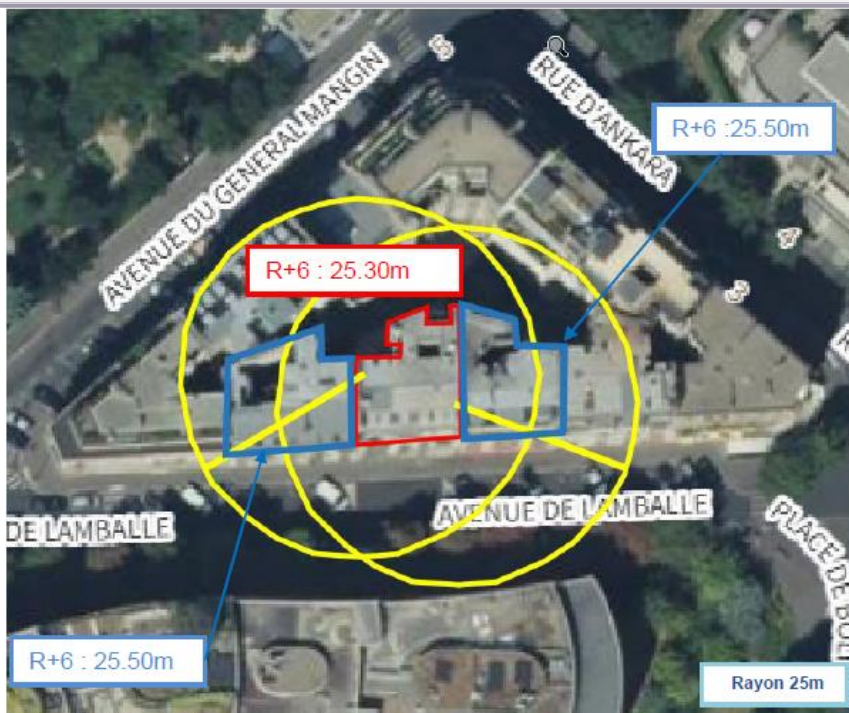 AVENUE DU GENERAL MANGIN
RUE D'ANKARA
R+6 :25.50m
R+6 : 25.30m
AVENUE DE LAMBALLE
DE LAMBALLE
PLACE DE
R+6 : 25.50m
Rayon 25m